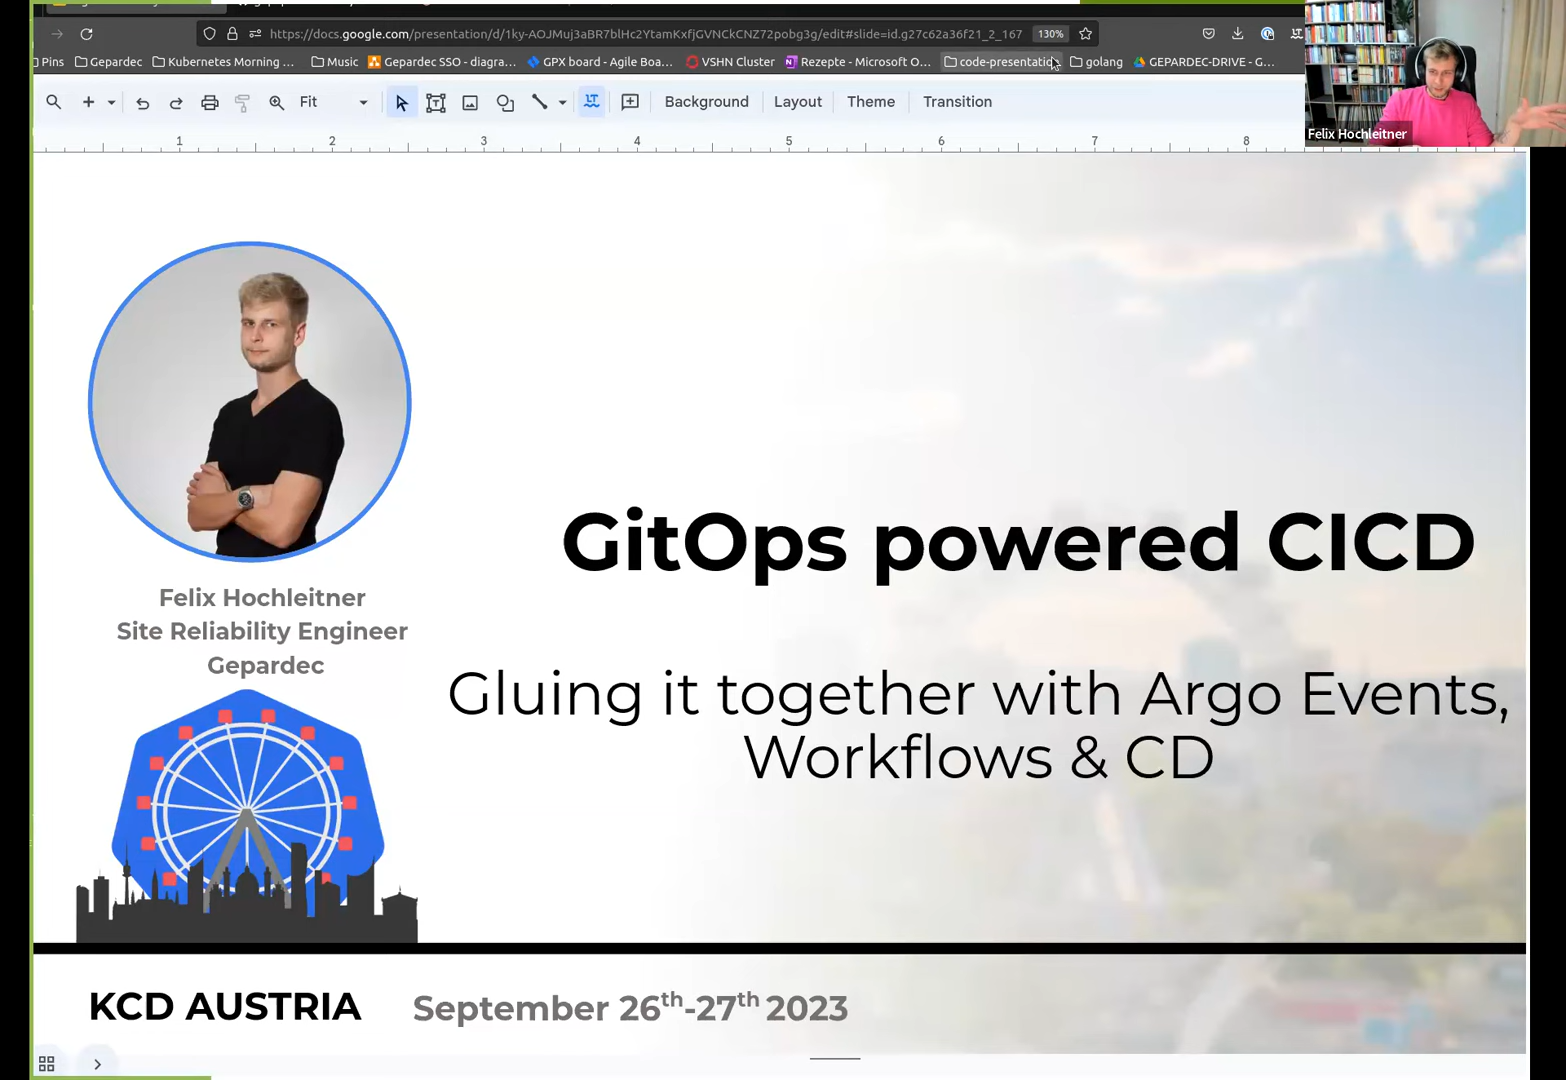 https://docs.google.com/presentation/d/1ky-AOJMuj3aBR7blHc2YtamKxfjGVNCkCNZ72pobg3g/edit#slide=id.g27c62a36f21_2_167
130%
Pins
Gepardec
Kubernetes Morning ...
Music
Gepardec SSO - diagra...
GPX board - Agile Boa...
VSHN Cluster
Rezepte - Microsoft O...
code-presentatio
golang
GEPARDEC-DRIVE - G...
Fit
Background
Layout
Theme
Transition
1 2 3 4 5 6 7 8
Felix Hochleitner
GitOps powered CICD
Felix Hochleitner
Site Reliability Engineer
Gepardec
Gluing it together with Argo Events,
Workflows & CD
KCD AUSTRIA
September 26th-27th 2023